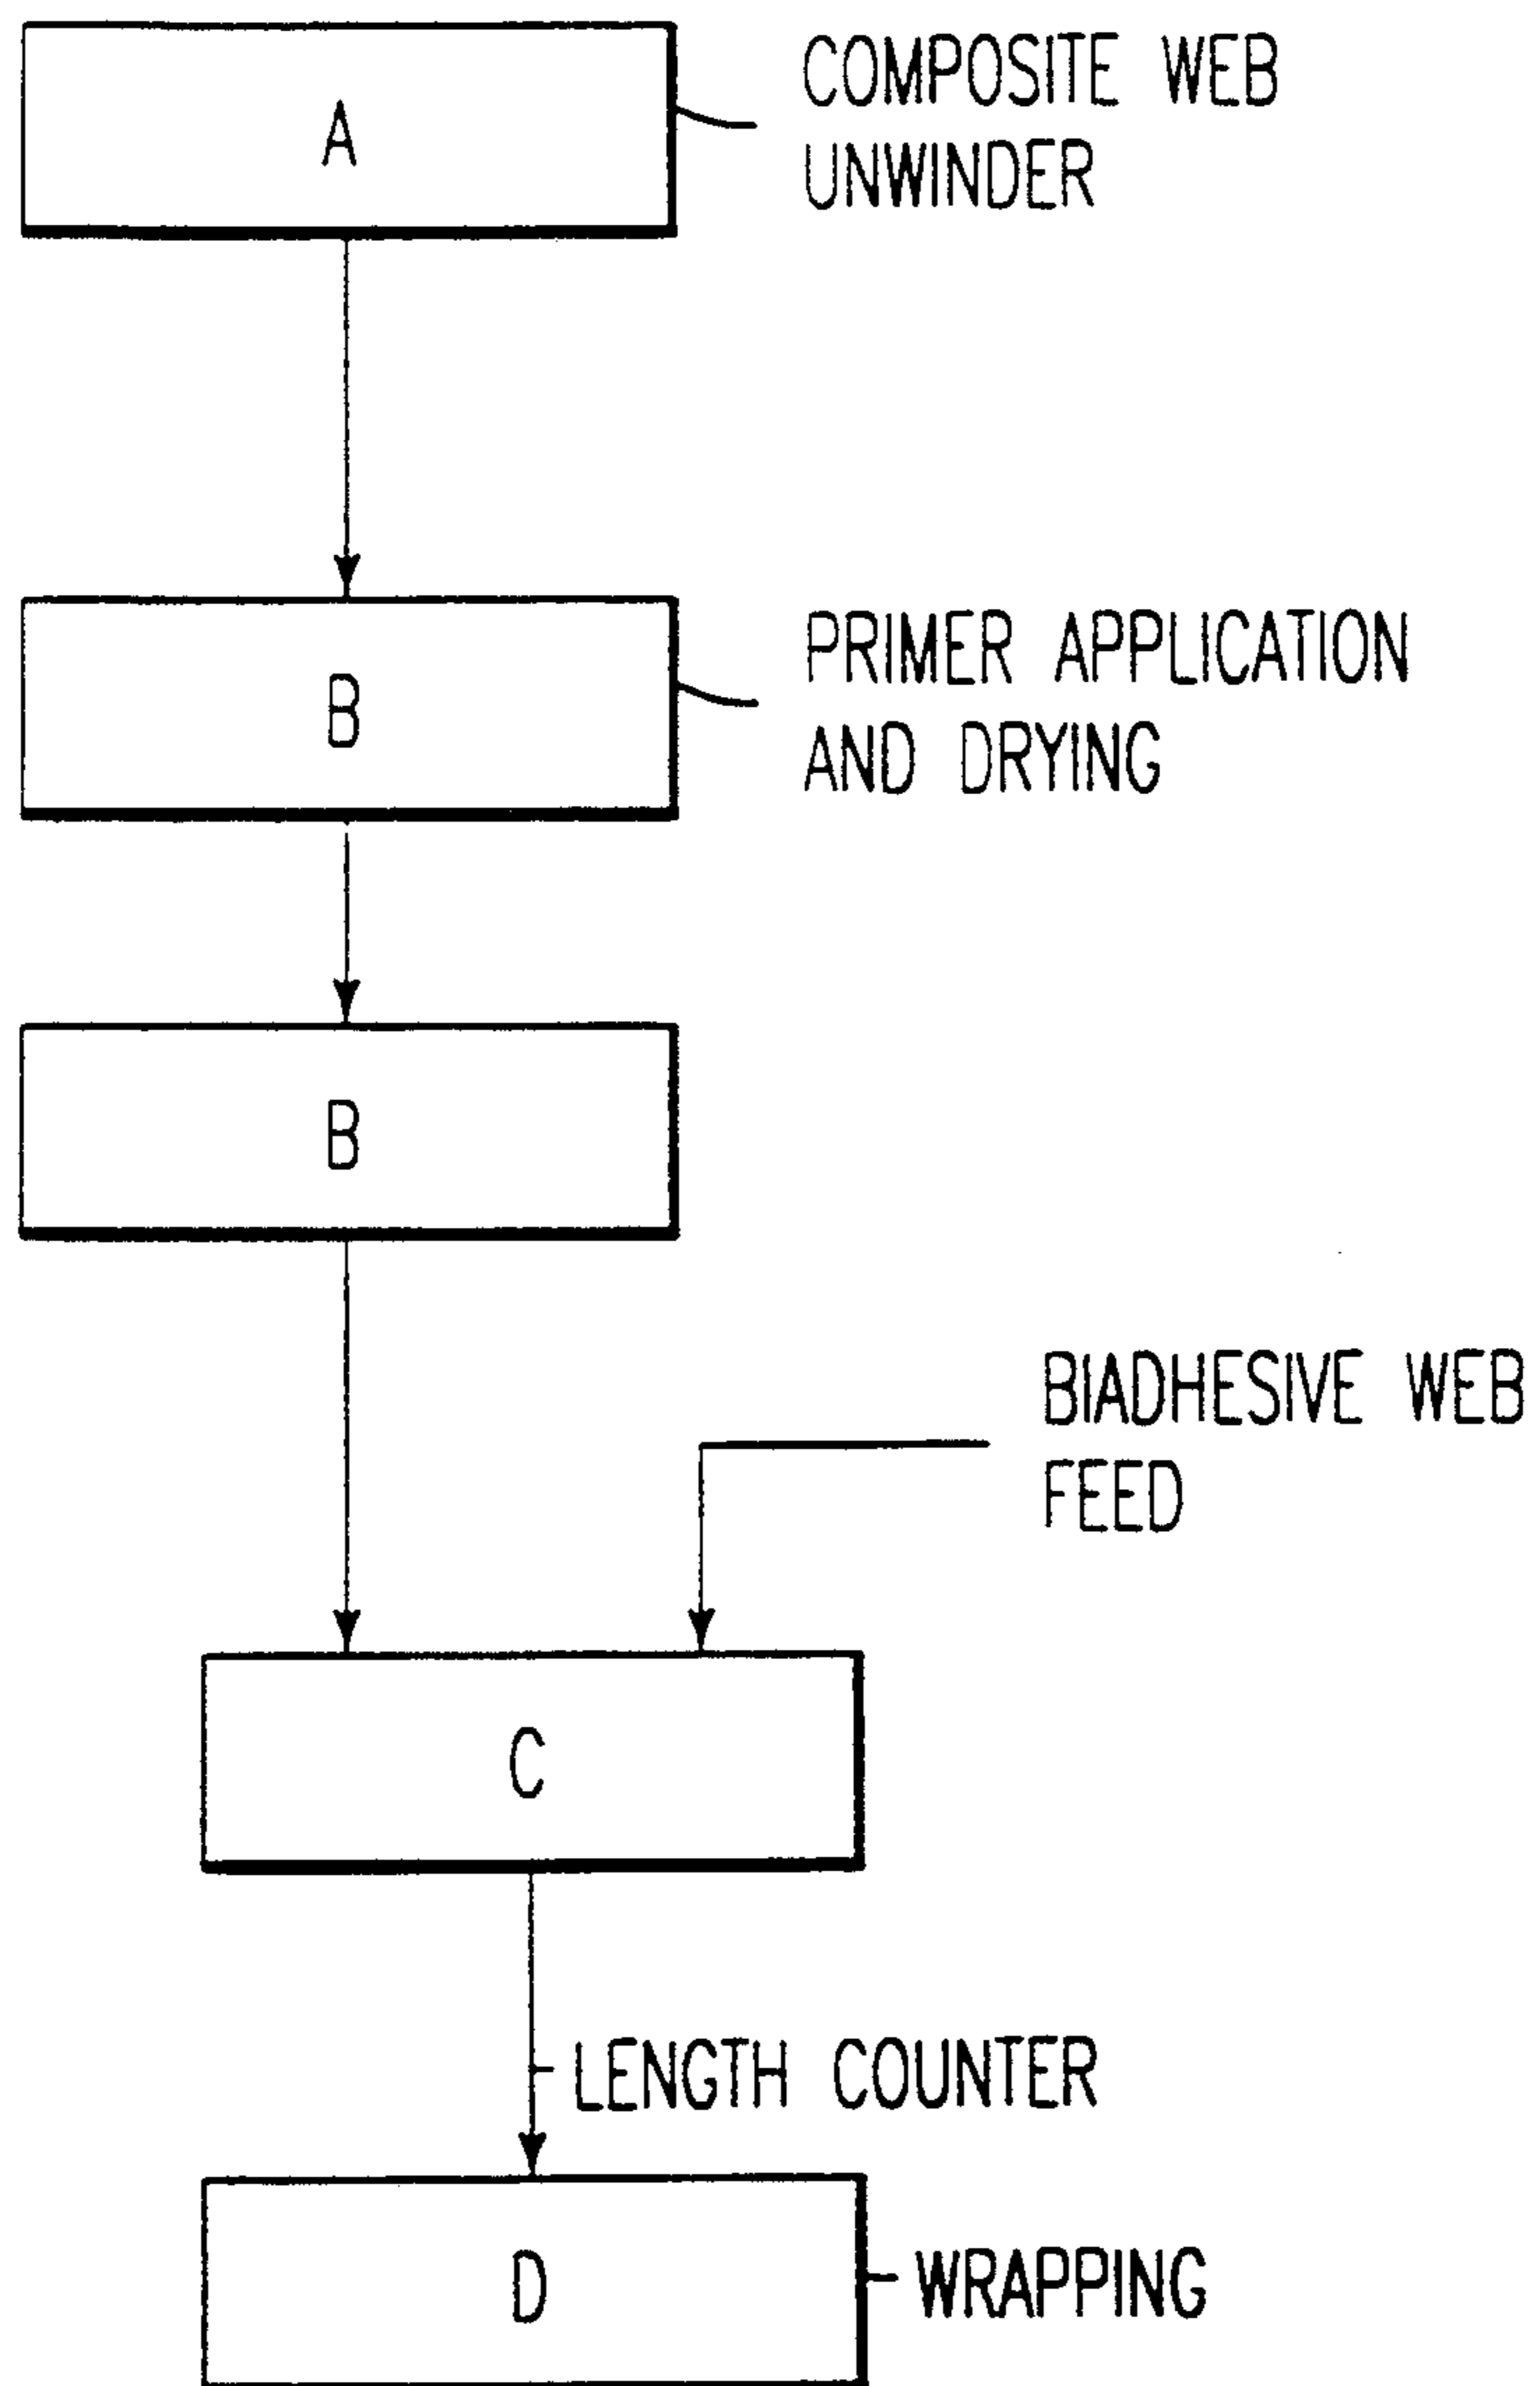 A
COMPOSITE WEB
UNWINDER
B
PRIMER APPLICATION
AND DRYING
B
BIADHESIVE WEB
FEED
C
LENGTH COUNTER
D
WRAPPING